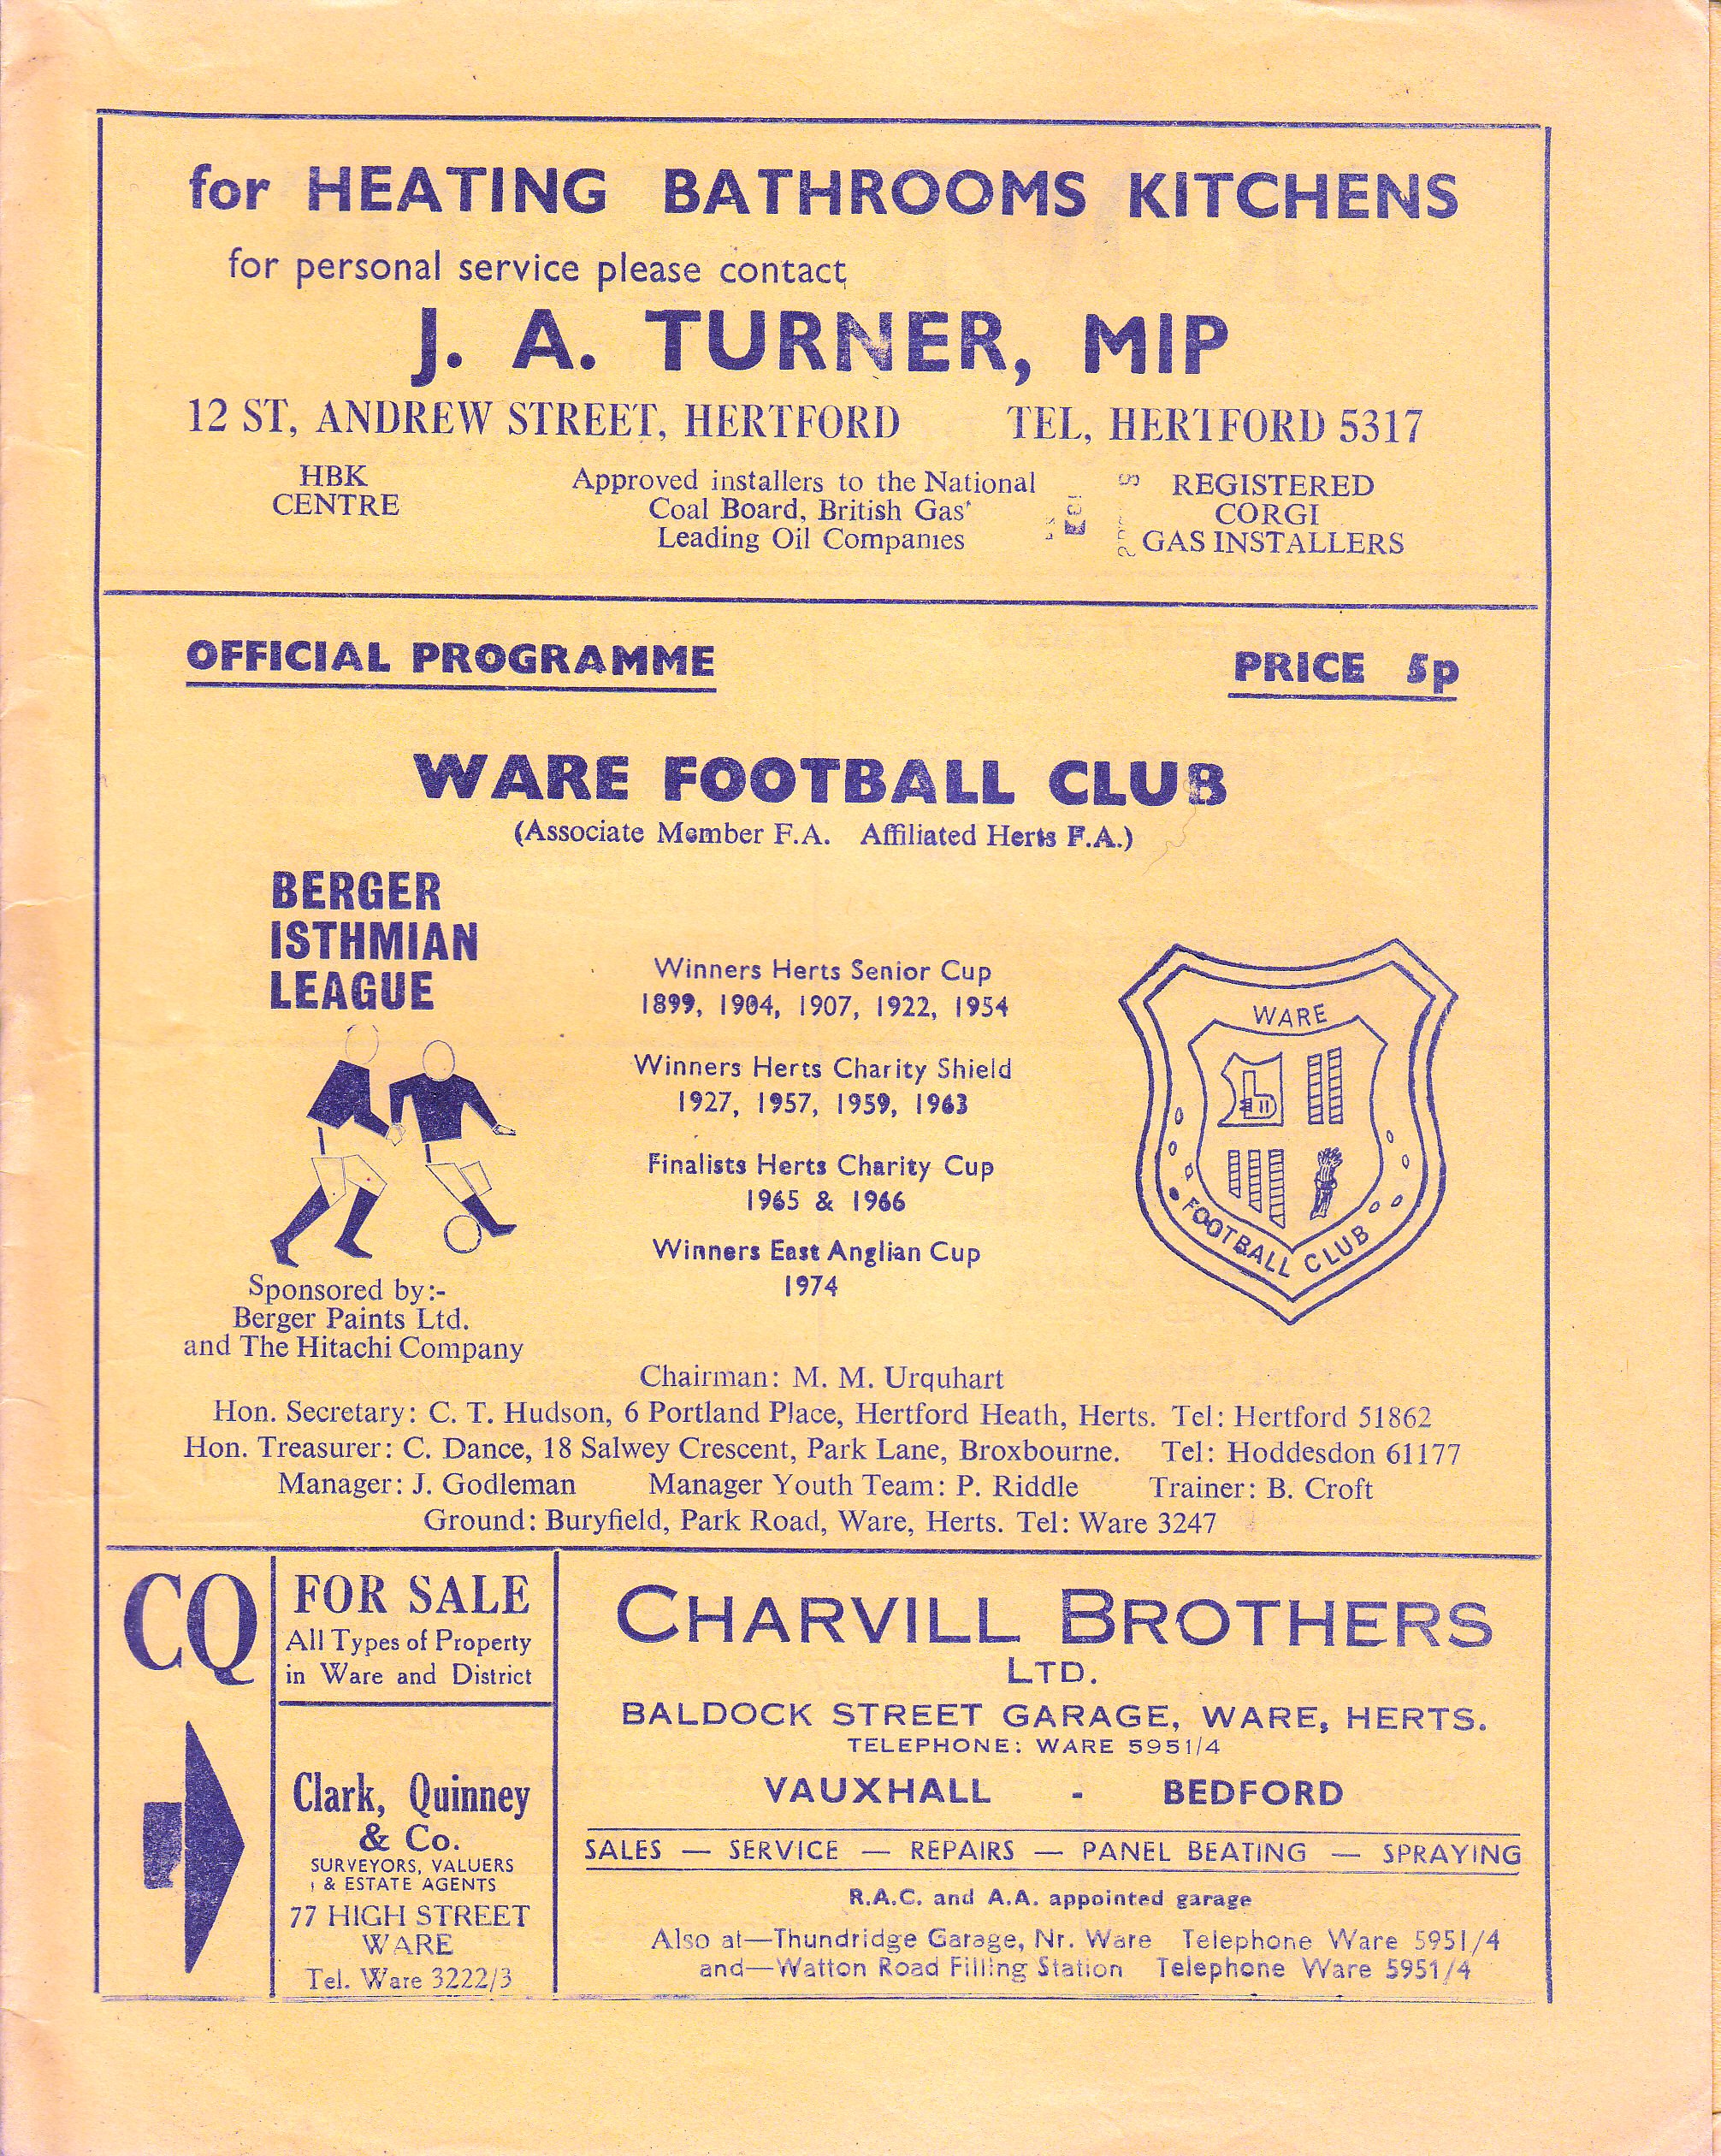 for HEATING BATHROOMS KITCHENS
for personal service please contact
J. A. TURNER, MIP
12 ST, ANDREW STREET, HERTFORD TEL, HERTFORD 5317
HBK
CENTRE
Approved installers to the National
Coal Board, British Gas'
Leading Oil Companies
REGISTERED
CORGI
GAS INSTALLERS
OFFICIAL PROGRAMME PRICE 5p
WARE FOOTBALL CLUB
(Associate Member F.A. Affiliated Herts F.A.)
BERGER
ISTHMIAN
LEAGUE
Sponsored by:-
Berger Paints Ltd.
and The Hitachi Company
Winners Herts Senior Cup
1899, 1904, 1907, 1922, 1954
Winners Herts Charity Shield
1927, 1957, 1959, 1963
Finalists Herts Charity Cup
1965 & 1966
Winners East Anglian Cup
1974
WARE
FOOTBALL CLUB
Chairman: M. M. Urquhart
Hon. Secretary: C. T. Hudson, 6 Portland Place, Hertford Heath, Herts. Tel: Hertford 51862
Hon. Treasurer: C. Dance, 18 Salwey Crescent, Park Lane, Broxbourne. Tel: Hoddesdon 61177
Manager: J. Godleman Manager Youth Team: P. Riddle Trainer: B. Croft
Ground: Buryfield, Park Road, Ware, Herts. Tel: Ware 3247
CQ
FOR SALE
All Types of Property
in Ware and District
Clark, Quinney
& Co.
SURVEYORS, VALUERS
& ESTATE AGENTS
77 HIGH STREET
WARE
Tel. Ware 3222/3
CHARVILL BROTHERS
LTD.
BALDOCK STREET GARAGE, WARE, HERTS.
TELEPHONE: WARE 5951/4
VAUXHALL - BEDFORD
SALES — SERVICE — REPAIRS — PANEL BEATING — SPRAYING
R.A.C. and A.A. appointed garage
Also at—Thundridge Garage, Nr. Ware Telephone Ware 5951/4
and—Watton Road Filling Station Telephone Ware 5951/4